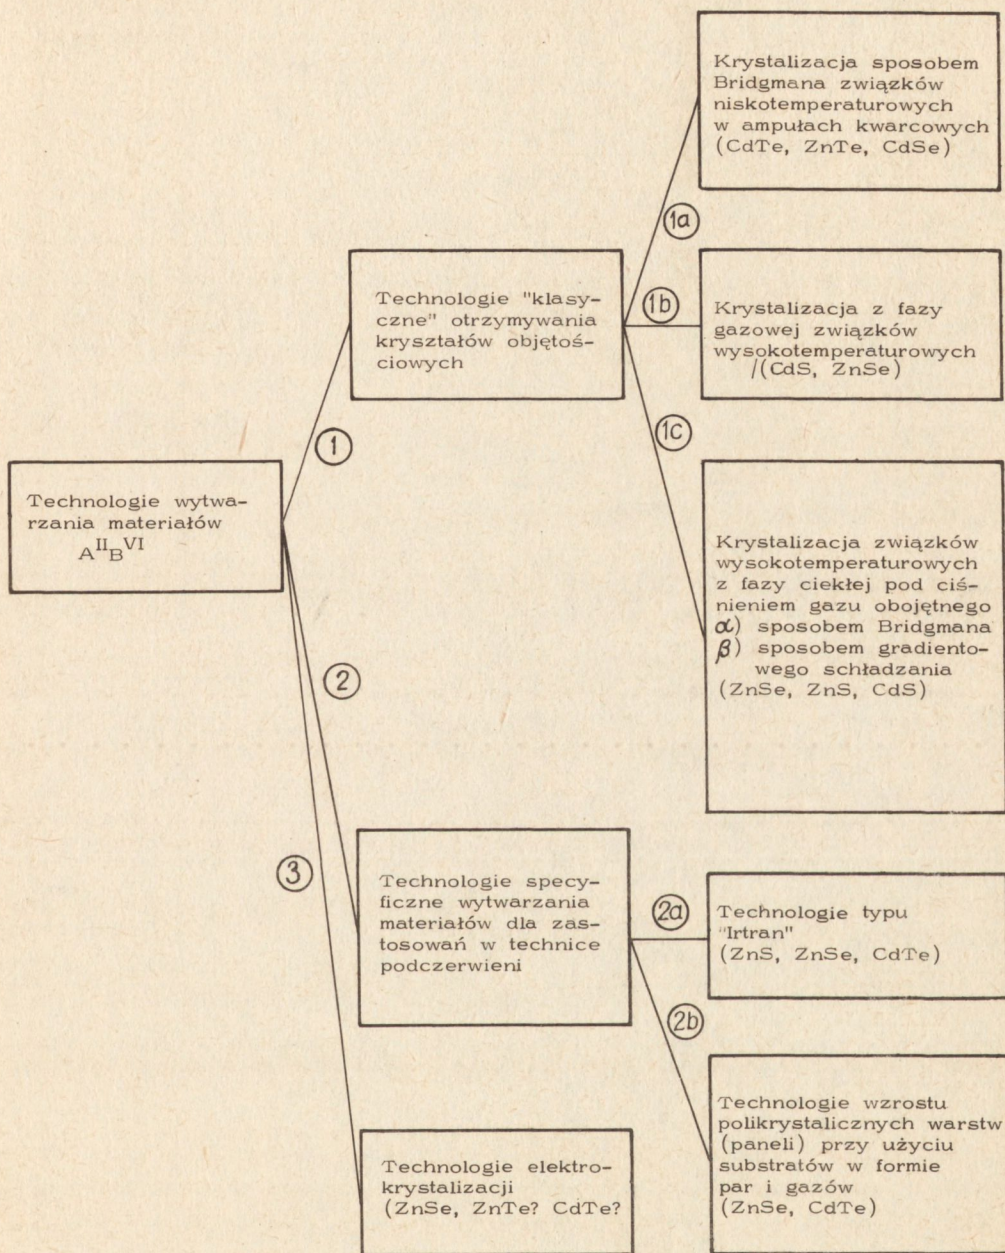 Technologie wytwa-
rzania materiałów
A^II B^VI
1
Technologie "klasy-
czne" otrzymywania
kryształów objętoś-
ciowych
1a
Krystalizacja sposobem
Bridgmana związków
niskotemperaturowych
w ampułach kwarcowych
(CdTe, ZnTe, CdSe)
1b
Krystalizacja z fazy
gazowej związków
wysokotemperaturowych
/(CdS, ZnSe)
1c
Krystalizacja związków
wysokotemperaturowych
z fazy ciekłej pod ciś-
nieniem gazu obojętnego
α) sposobem Bridgmana
β) sposobem gradiento-
wego schładzania
(ZnSe, ZnS, CdS)
2
Technologie specy-
ficzne wytwarzania
materiałów dla zas-
tosowań w technice
podczerwieni
2a
Technologie typu
"Irtran"
(ZnS, ZnSe, CdTe)
2b
Technologie wzrostu
polikrystalicznych warstw
(paneli) przy użyciu
substratów w formie
par i gazów
(ZnSe, CdTe)
3
Technologie elektro-
krystalizacji
(ZnSe, ZnTe? CdTe?